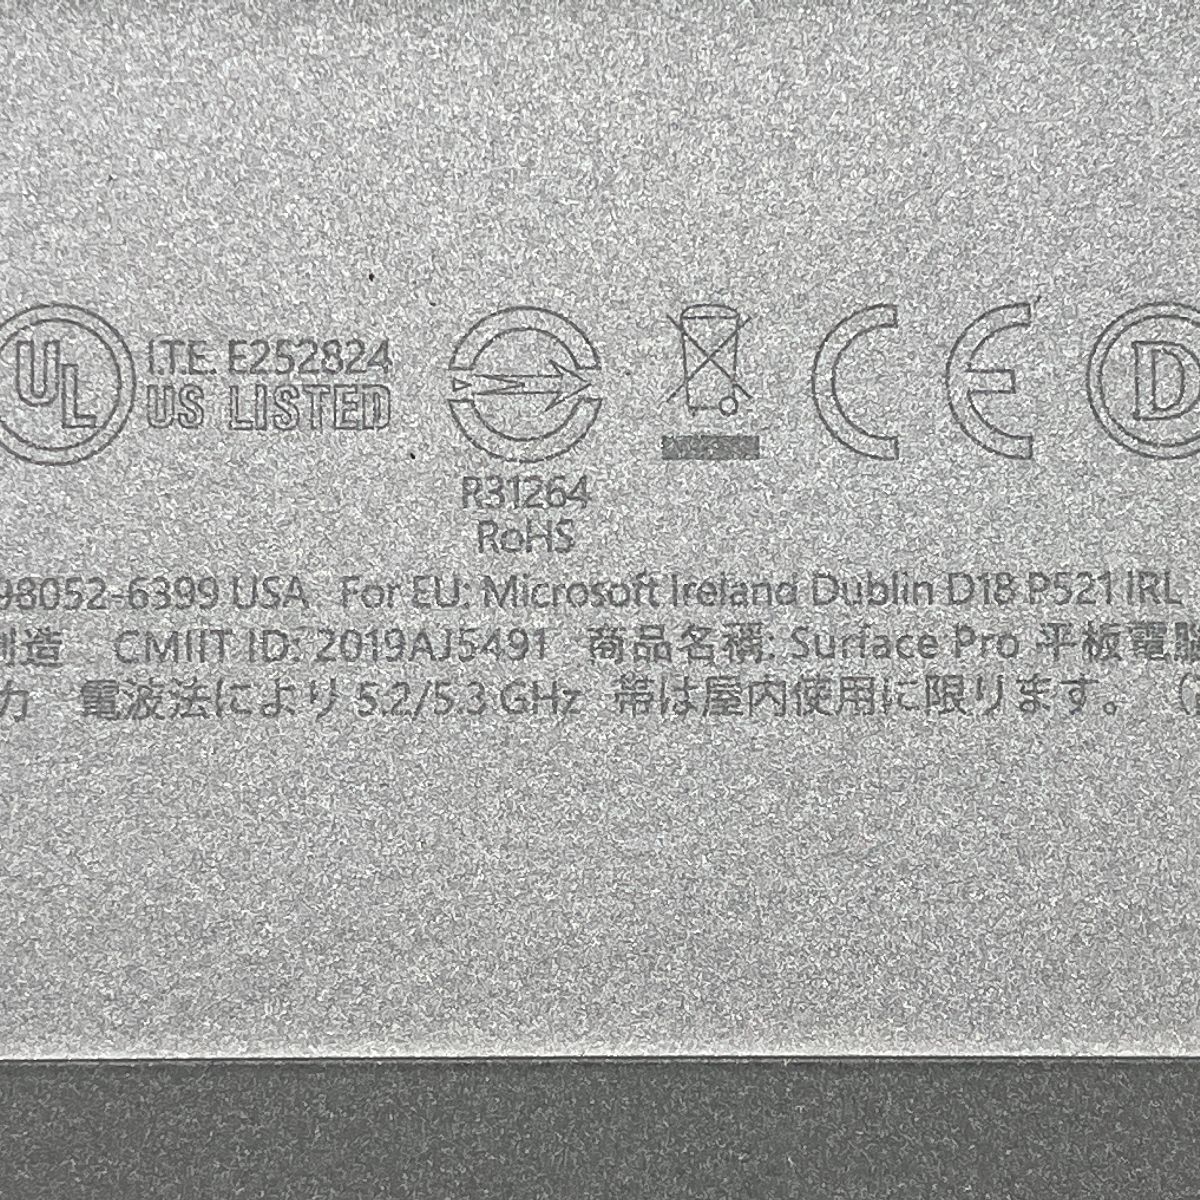 UL I.T.E. E252824
US LISTED
CE D
R31264
RoHS
98052-6399 USA For EU: Microsoft Ireland Dublin D18 P521 IRL
制造 CMIIT ID: 2019AJ5491 商品名稱: Surface Pro 平板電腦
力 電波法により 5.2/5.3 GHz 帯は屋内使用に限ります。 (